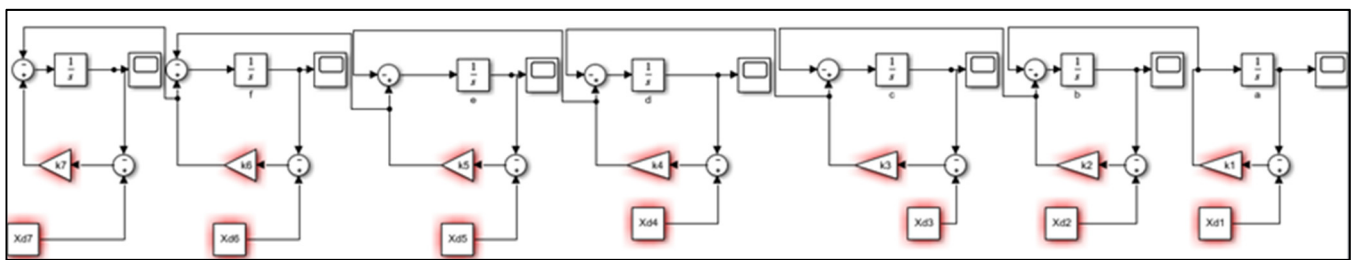 1/s 1/s 1/s 1/s 1/s 1/s 1/s
f e d c b a
k7 k6 k5 k4 k3 k2 k1
Xd7 Xd6 Xd5 Xd4 Xd3 Xd2 Xd1